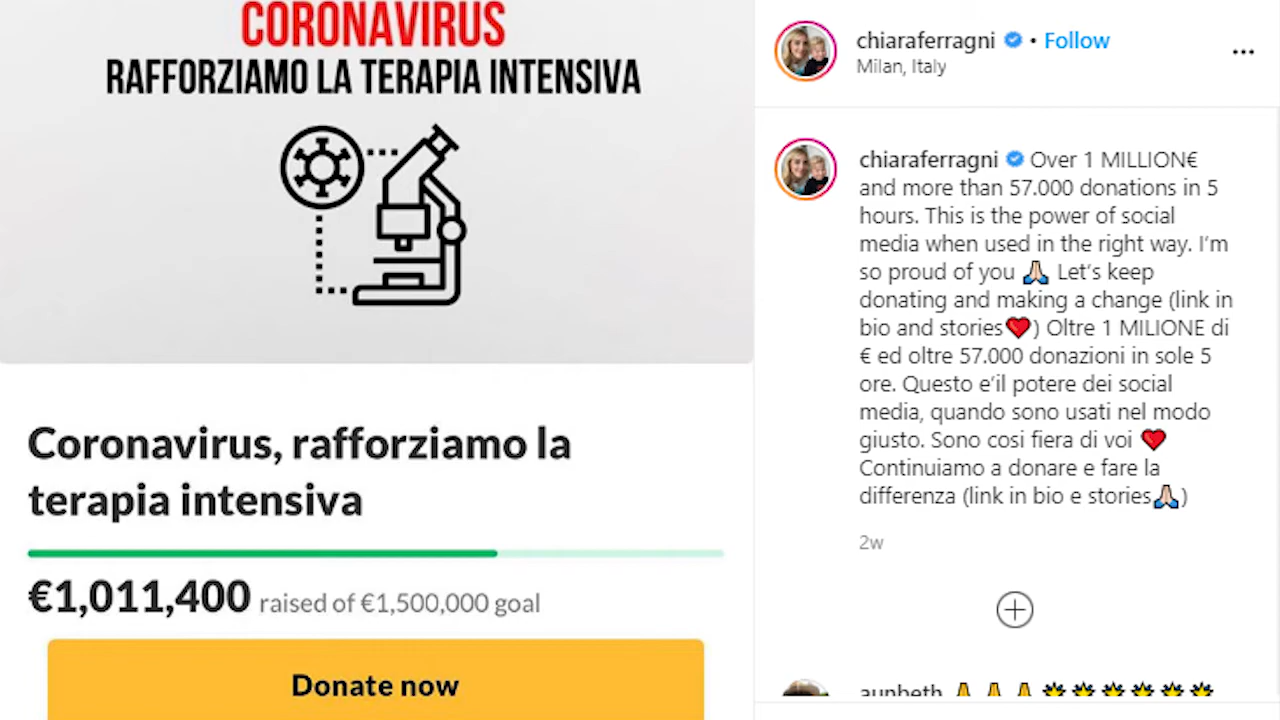 CORONAVIRUS
RAFFORZIAMO LA TERAPIA INTENSIVA
Coronavirus, rafforziamo la
terapia intensiva
€1,011,400 raised of €1,500,000 goal
Donate now
chiaraferragni • Follow
Milan, Italy
chiaraferragni Over 1 MILLION€
and more than 57.000 donations in 5
hours. This is the power of social
media when used in the right way. I’m
so proud of you 🙏🏻 Let’s keep
donating and making a change (link in
bio and stories❤️) Oltre 1 MILIONE di
€ ed oltre 57.000 donazioni in sole 5
ore. Questo e’il potere dei social
media, quando sono usati nel modo
giusto. Sono cosi fiera di voi ❤️
Continuiamo a donare e fare la
differenza (link in bio e stories🙏🏻)
2w